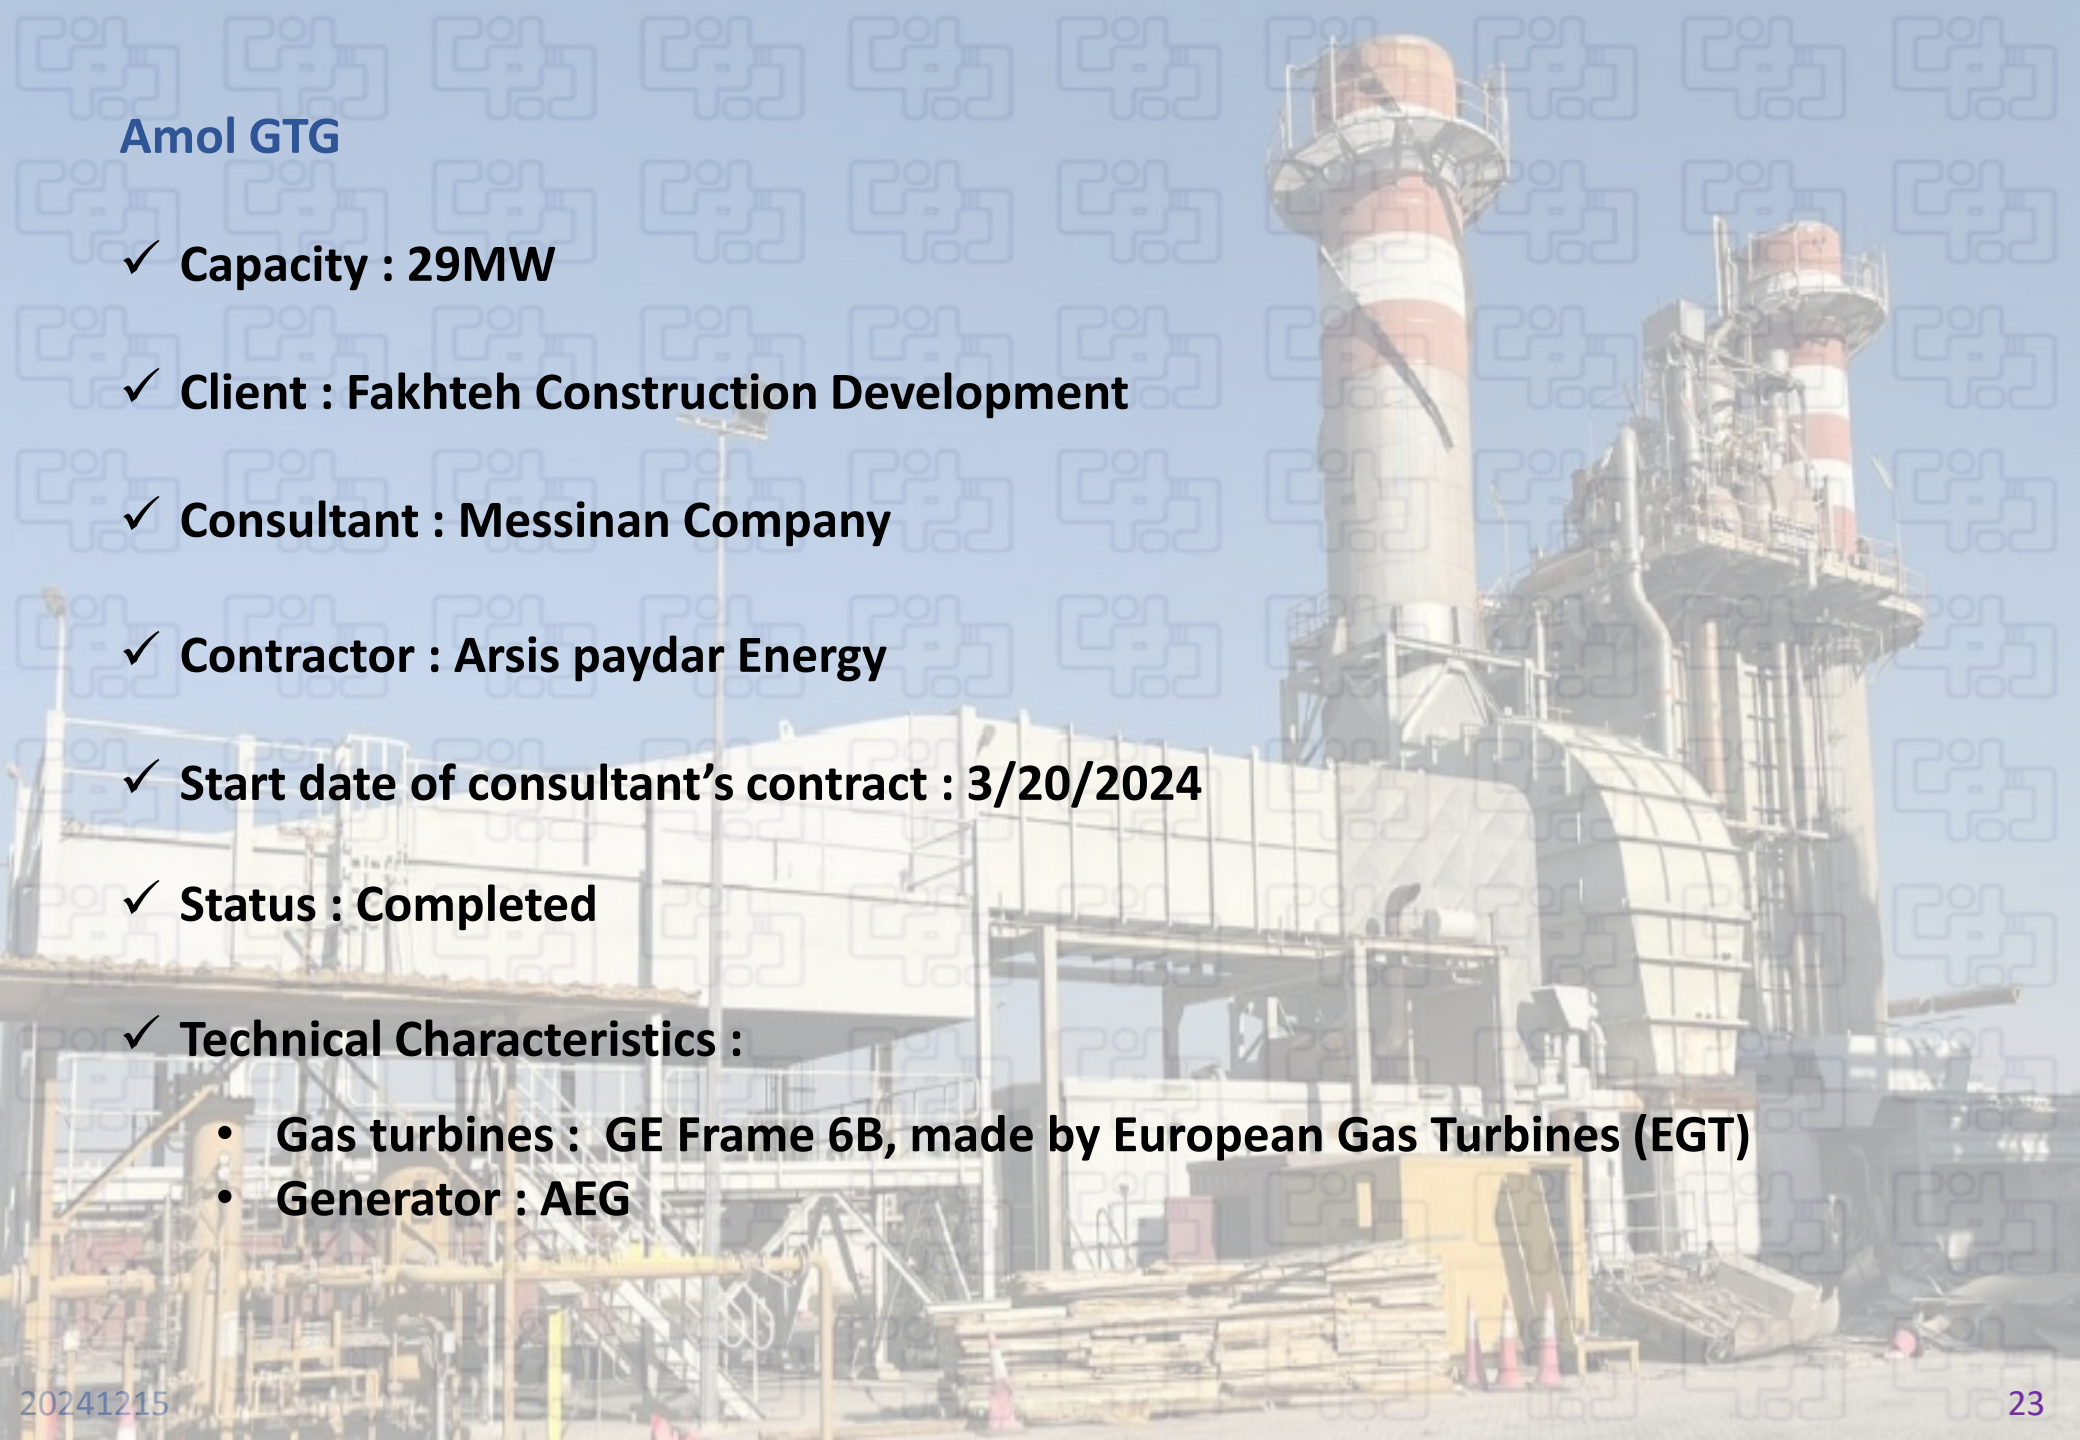 Amol GTG
✓ Capacity : 29MW
✓ Client : Fakhteh Construction Development
✓ Consultant : Messinan Company
✓ Contractor : Arsis paydar Energy
✓ Start date of consultant’s contract : 3/20/2024
✓ Status : Completed
✓ Technical Characteristics :
• Gas turbines :  GE Frame 6B, made by European Gas Turbines (EGT)
• Generator : AEG
20241215
23